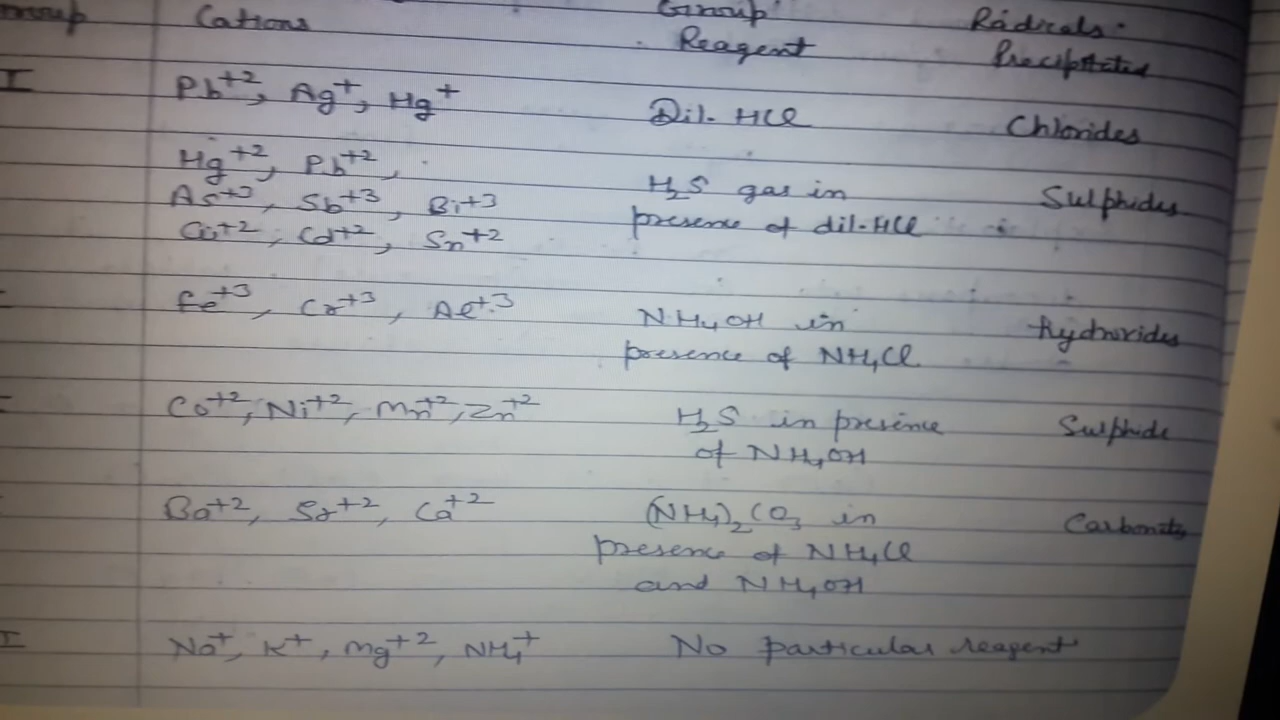 Cations Group Radicals
Reagent Precipitated
I Pb+2, Ag+, Hg+ Dil. HCl Chlorides
Hg+2, Pb+2,
As+3, Sb+3, Bi+3 H2S gas in Sulphides
Cu+2, Cd+2, Sn+2 presence of dil.HCl
Fe+3, Cr+3, Al+3 NH4OH in hydroxides
presence of NH4Cl
Co+2, Ni+2, Mn+2, Zn+2 H2S in presence Sulphide
of NH4OH
Ba+2, Sr+2, Ca+2 (NH4)2CO3 in Carbonates
presence of NH4Cl
and NH4OH
I Na+, K+, Mg+2, NH4+ No particular reagent